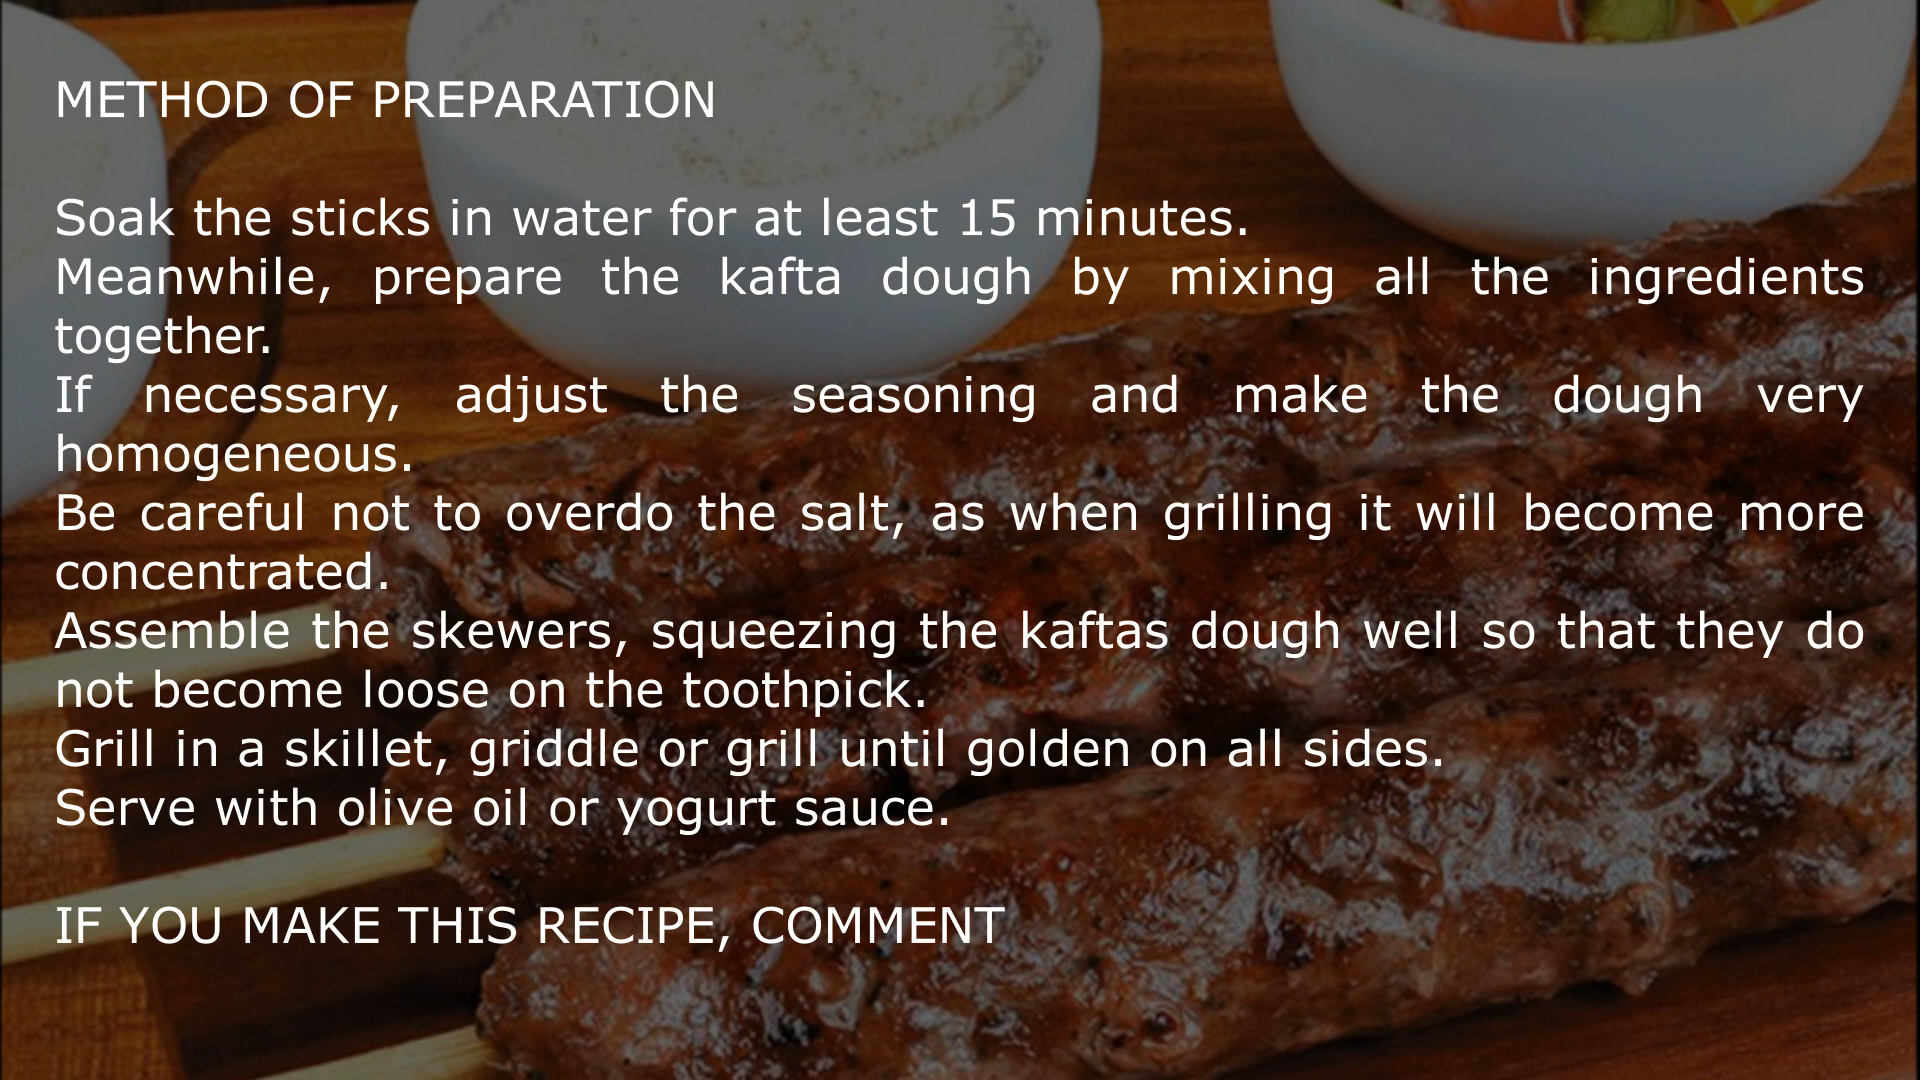 METHOD OF PREPARATION
Soak the sticks in water for at least 15 minutes.
Meanwhile, prepare the kafta dough by mixing all the ingredients
together.
If necessary, adjust the seasoning and make the dough very
homogeneous.
Be careful not to overdo the salt, as when grilling it will become more
concentrated.
Assemble the skewers, squeezing the kaftas dough well so that they do
not become loose on the toothpick.
Grill in a skillet, griddle or grill until golden on all sides.
Serve with olive oil or yogurt sauce.
IF YOU MAKE THIS RECIPE, COMMENT